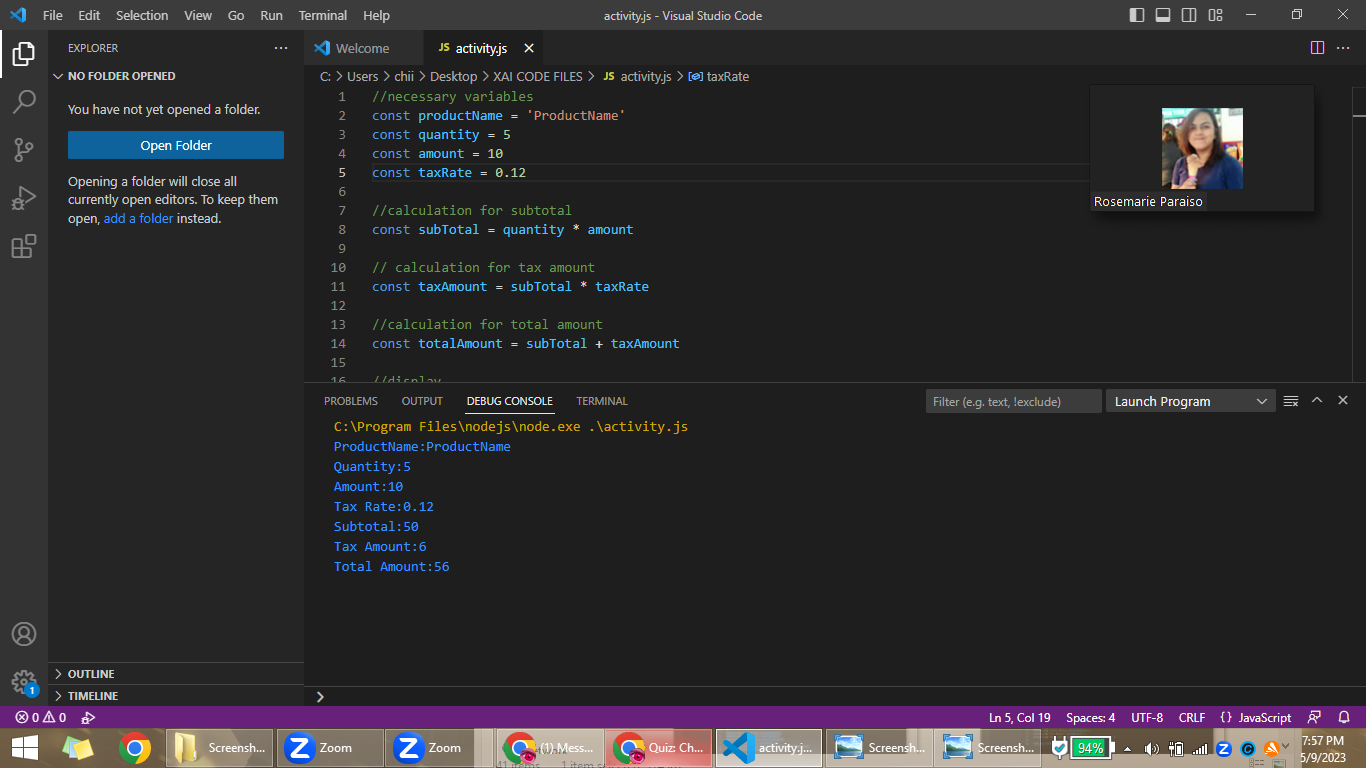 File Edit Selection View Go Run Terminal Help
activity.js - Visual Studio Code
EXPLORER
NO FOLDER OPENED
You have not yet opened a folder.
Open Folder
Opening a folder will close all
currently open editors. To keep them
open, add a folder instead.
OUTLINE
TIMELINE
Welcome
JS activity.js
C: > Users > chii > Desktop > XAI CODE FILES > JS activity.js > taxRate
1 //necessary variables
2 const productName = 'ProductName'
3 const quantity = 5
4 const amount = 10
5 const taxRate = 0.12
6
7 //calculation for subtotal
8 const subTotal = quantity * amount
9
10 // calculation for tax amount
11 const taxAmount = subTotal * taxRate
12
13 //calculation for total amount
14 const totalAmount = subTotal + taxAmount
15
16 //display
Rosemarie Paraiso
PROBLEMS OUTPUT DEBUG CONSOLE TERMINAL
Filter (e.g. text, !exclude)
Launch Program
C:\Program Files\nodejs\node.exe .\activity.js
ProductName:ProductName
Quantity:5
Amount:10
Tax Rate:0.12
Subtotal:50
Tax Amount:6
Total Amount:56
1
0 0
Ln 5, Col 19 Spaces: 4 UTF-8 CRLF {} JavaScript
Screensh...
Zoom
Zoom
(1) Mess...
Quiz: Ch...
activity.j...
Screensh...
Screensh...
94%
7:57 PM
5/9/2023
41 items 1 item